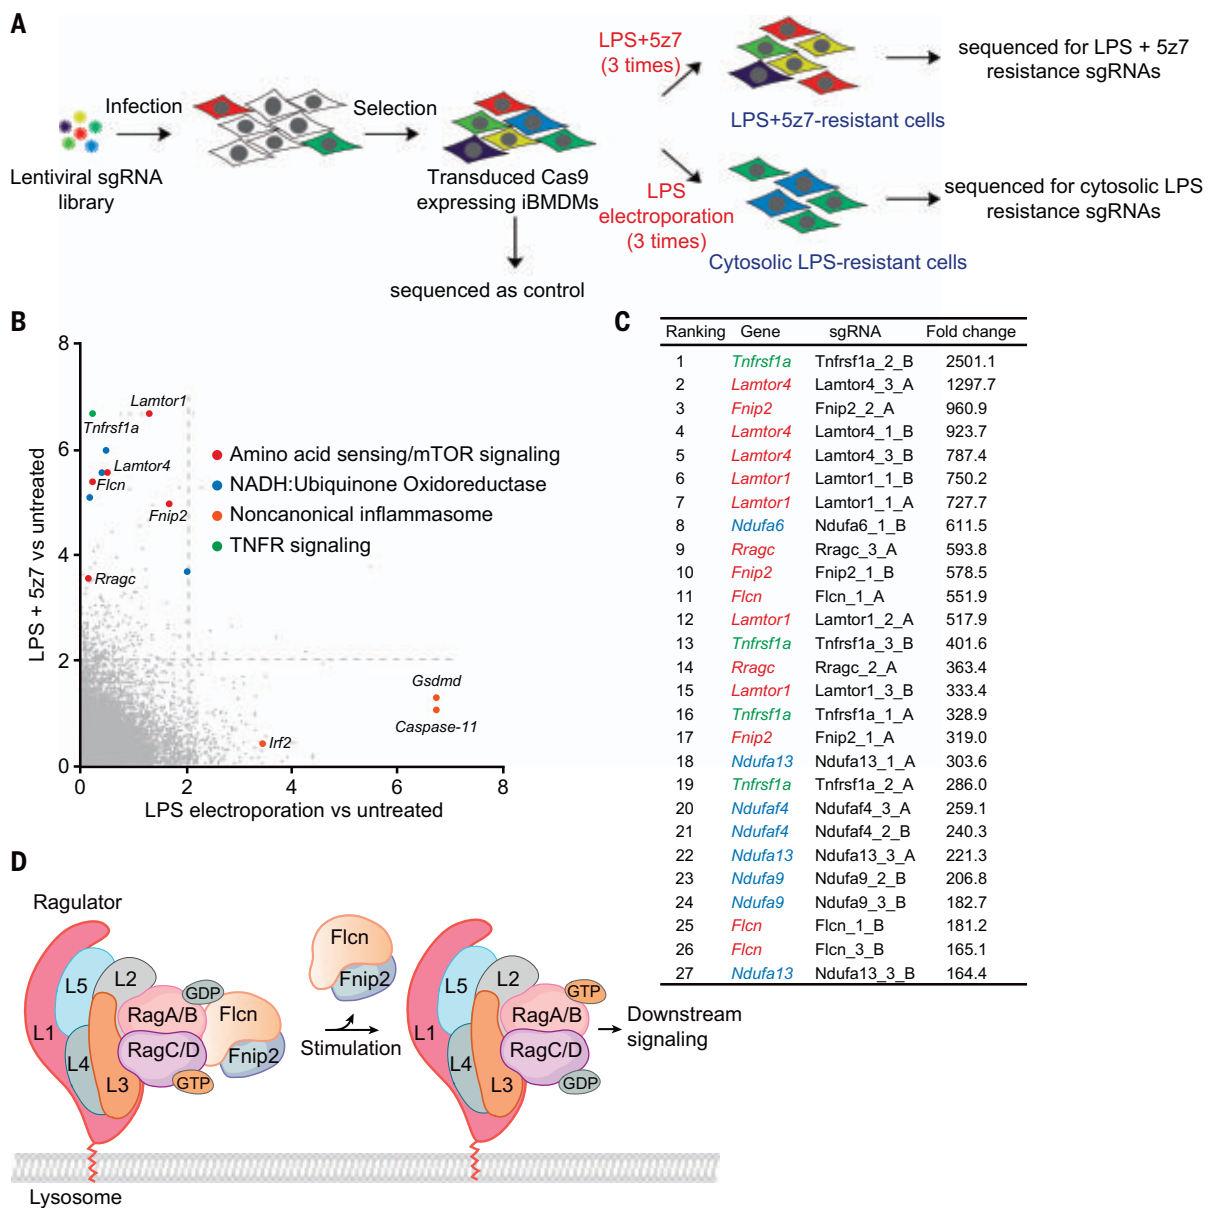 A
Infection
Selection
Lentiviral sgRNA
library
Transduced Cas9
expressing iBMDMs
sequenced as control
LPS+5z7
(3 times)
LPS+5z7-resistant cells
sequenced for LPS + 5z7
resistance sgRNAs
LPS
electroporation
(3 times)
Cytosolic LPS-resistant cells
sequenced for cytosolic LPS
resistance sgRNAs
B
LPS + 5z7 vs untreated
8
6
4
2
0
0
2
4
6
8
LPS electroporation vs untreated
Lamtor1
Tnfrsf1a
Lamtor4
Flcn
Fnip2
Rragc
Gsdmd
Caspase-11
Irf2
Amino acid sensing/mTOR signaling
NADH:Ubiquinone Oxidoreductase
Noncanonical inflammasome
TNFR signaling
C
Ranking Gene sgRNA Fold change
1 Tnfrsf1a Tnfrsf1a_2_B 2501.1
2 Lamtor4 Lamtor4_3_A 1297.7
3 Fnip2 Fnip2_2_A 960.9
4 Lamtor4 Lamtor4_1_B 923.7
5 Lamtor4 Lamtor4_3_B 787.4
6 Lamtor1 Lamtor1_1_B 750.2
7 Lamtor1 Lamtor1_1_A 727.7
8 Ndufa6 Ndufa6_1_B 611.5
9 Rragc Rragc_3_A 593.8
10 Fnip2 Fnip2_1_B 578.5
11 Flcn Flcn_1_A 551.9
12 Lamtor1 Lamtor1_2_A 517.9
13 Tnfrsf1a Tnfrsf1a_3_B 401.6
14 Rragc Rragc_2_A 363.4
15 Lamtor1 Lamtor1_3_B 333.4
16 Tnfrsf1a Tnfrsf1a_1_A 328.9
17 Fnip2 Fnip2_1_A 319.0
18 Ndufa13 Ndufa13_1_A 303.6
19 Tnfrsf1a Tnfrsf1a_2_A 286.0
20 Ndufaf4 Ndufaf4_3_A 259.1
21 Ndufaf4 Ndufaf4_2_B 240.3
22 Ndufa13 Ndufa13_3_A 221.3
23 Ndufa9 Ndufa9_2_B 206.8
24 Ndufa9 Ndufa9_3_B 182.7
25 Flcn Flcn_1_B 181.2
26 Flcn Flcn_3_B 165.1
27 Ndufa13 Ndufa13_3_B 164.4
D
Ragulator
L1
L5
L2
L4
L3
RagA/B
RagC/D
GDP
GTP
Flcn
Fnip2
Flcn
Fnip2
Stimulation
L1
L5
L2
L4
L3
RagA/B
RagC/D
GTP
GDP
Downstream
signaling
Lysosome